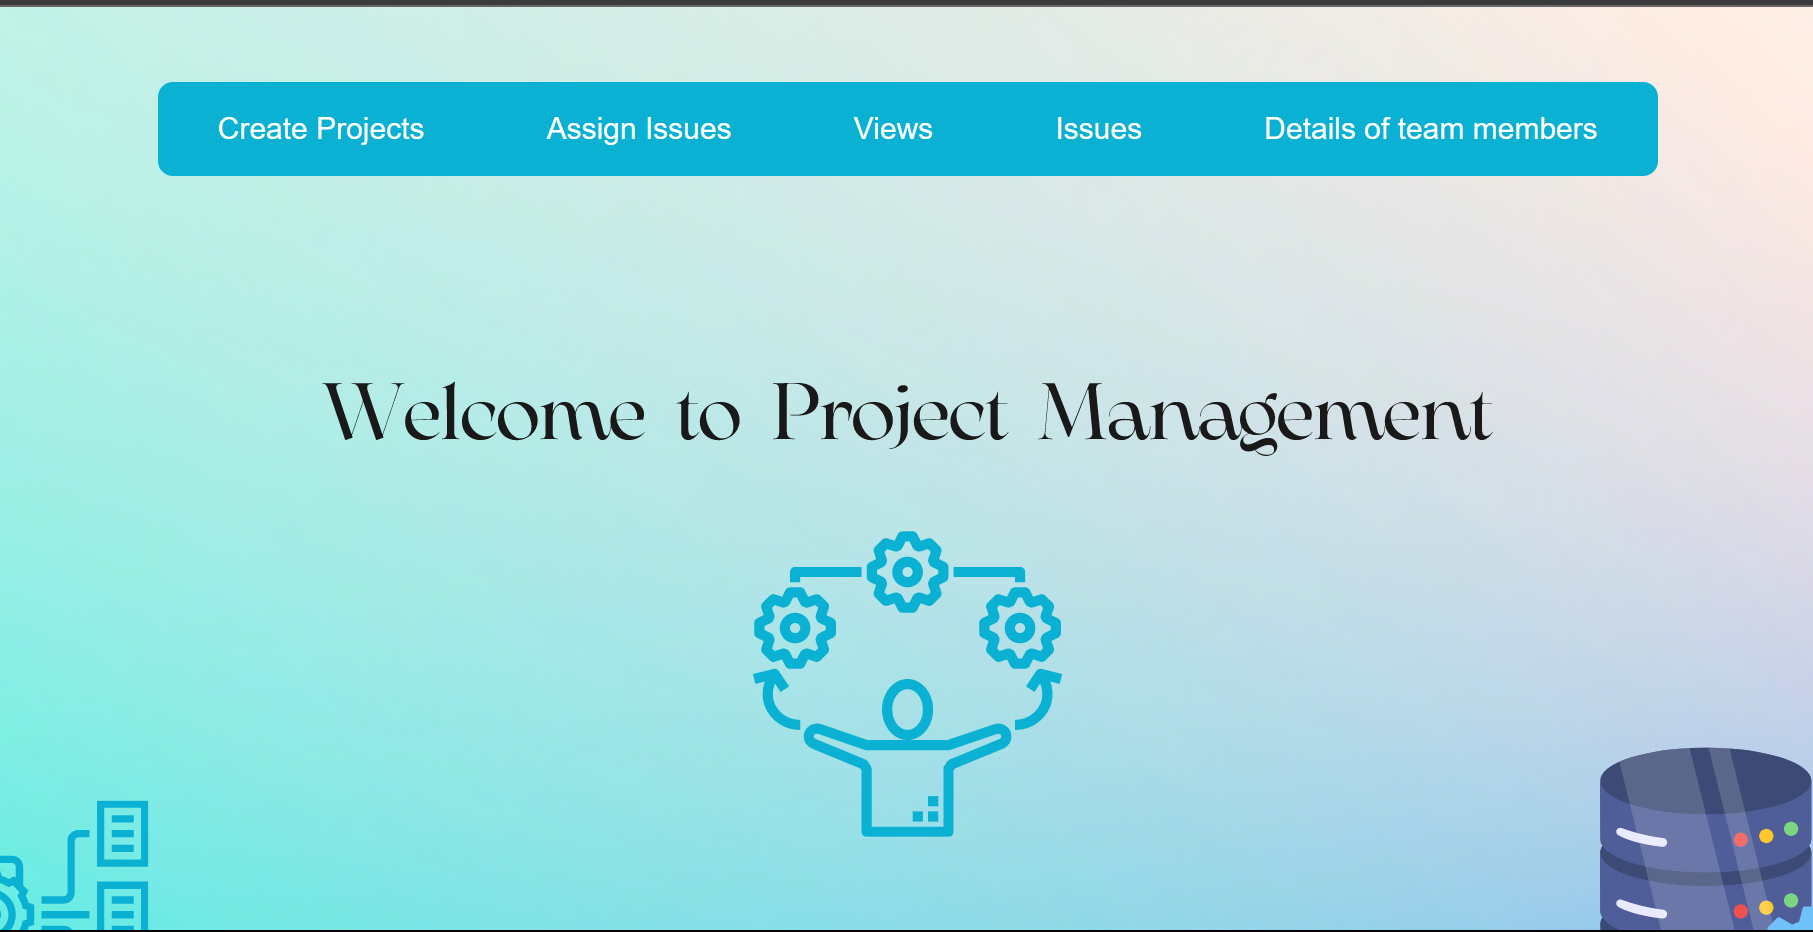 Create Projects Assign Issues Views Issues Details of team members
Welcome to Project Management